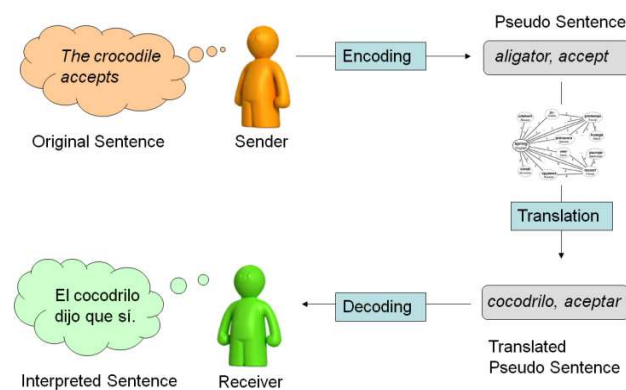 Pseudo Sentence
The crocodile
accepts
Encoding
aligator, accept
Original Sentence
Sender
Translation
El cocodrilo
dijo que sí.
Decoding
cocodrilo, aceptar
Interpreted Sentence
Receiver
Translated
Pseudo Sentence